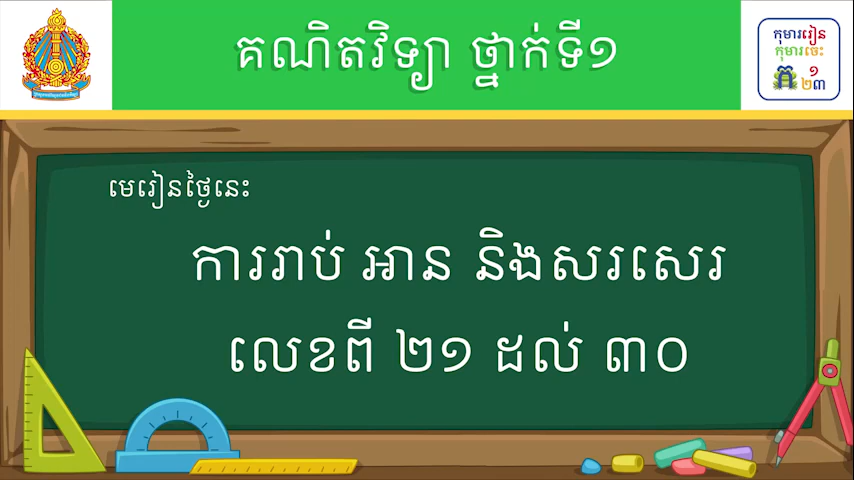 គណិតវិទ្យា ថ្នាក់ទី១
កុមាររៀន
កុមារចេះ
១
២៣
មេរៀនថ្ងៃនេះ
ការរាប់ អាន និងសរសេរ
លេខពី ២១ ដល់ ៣០